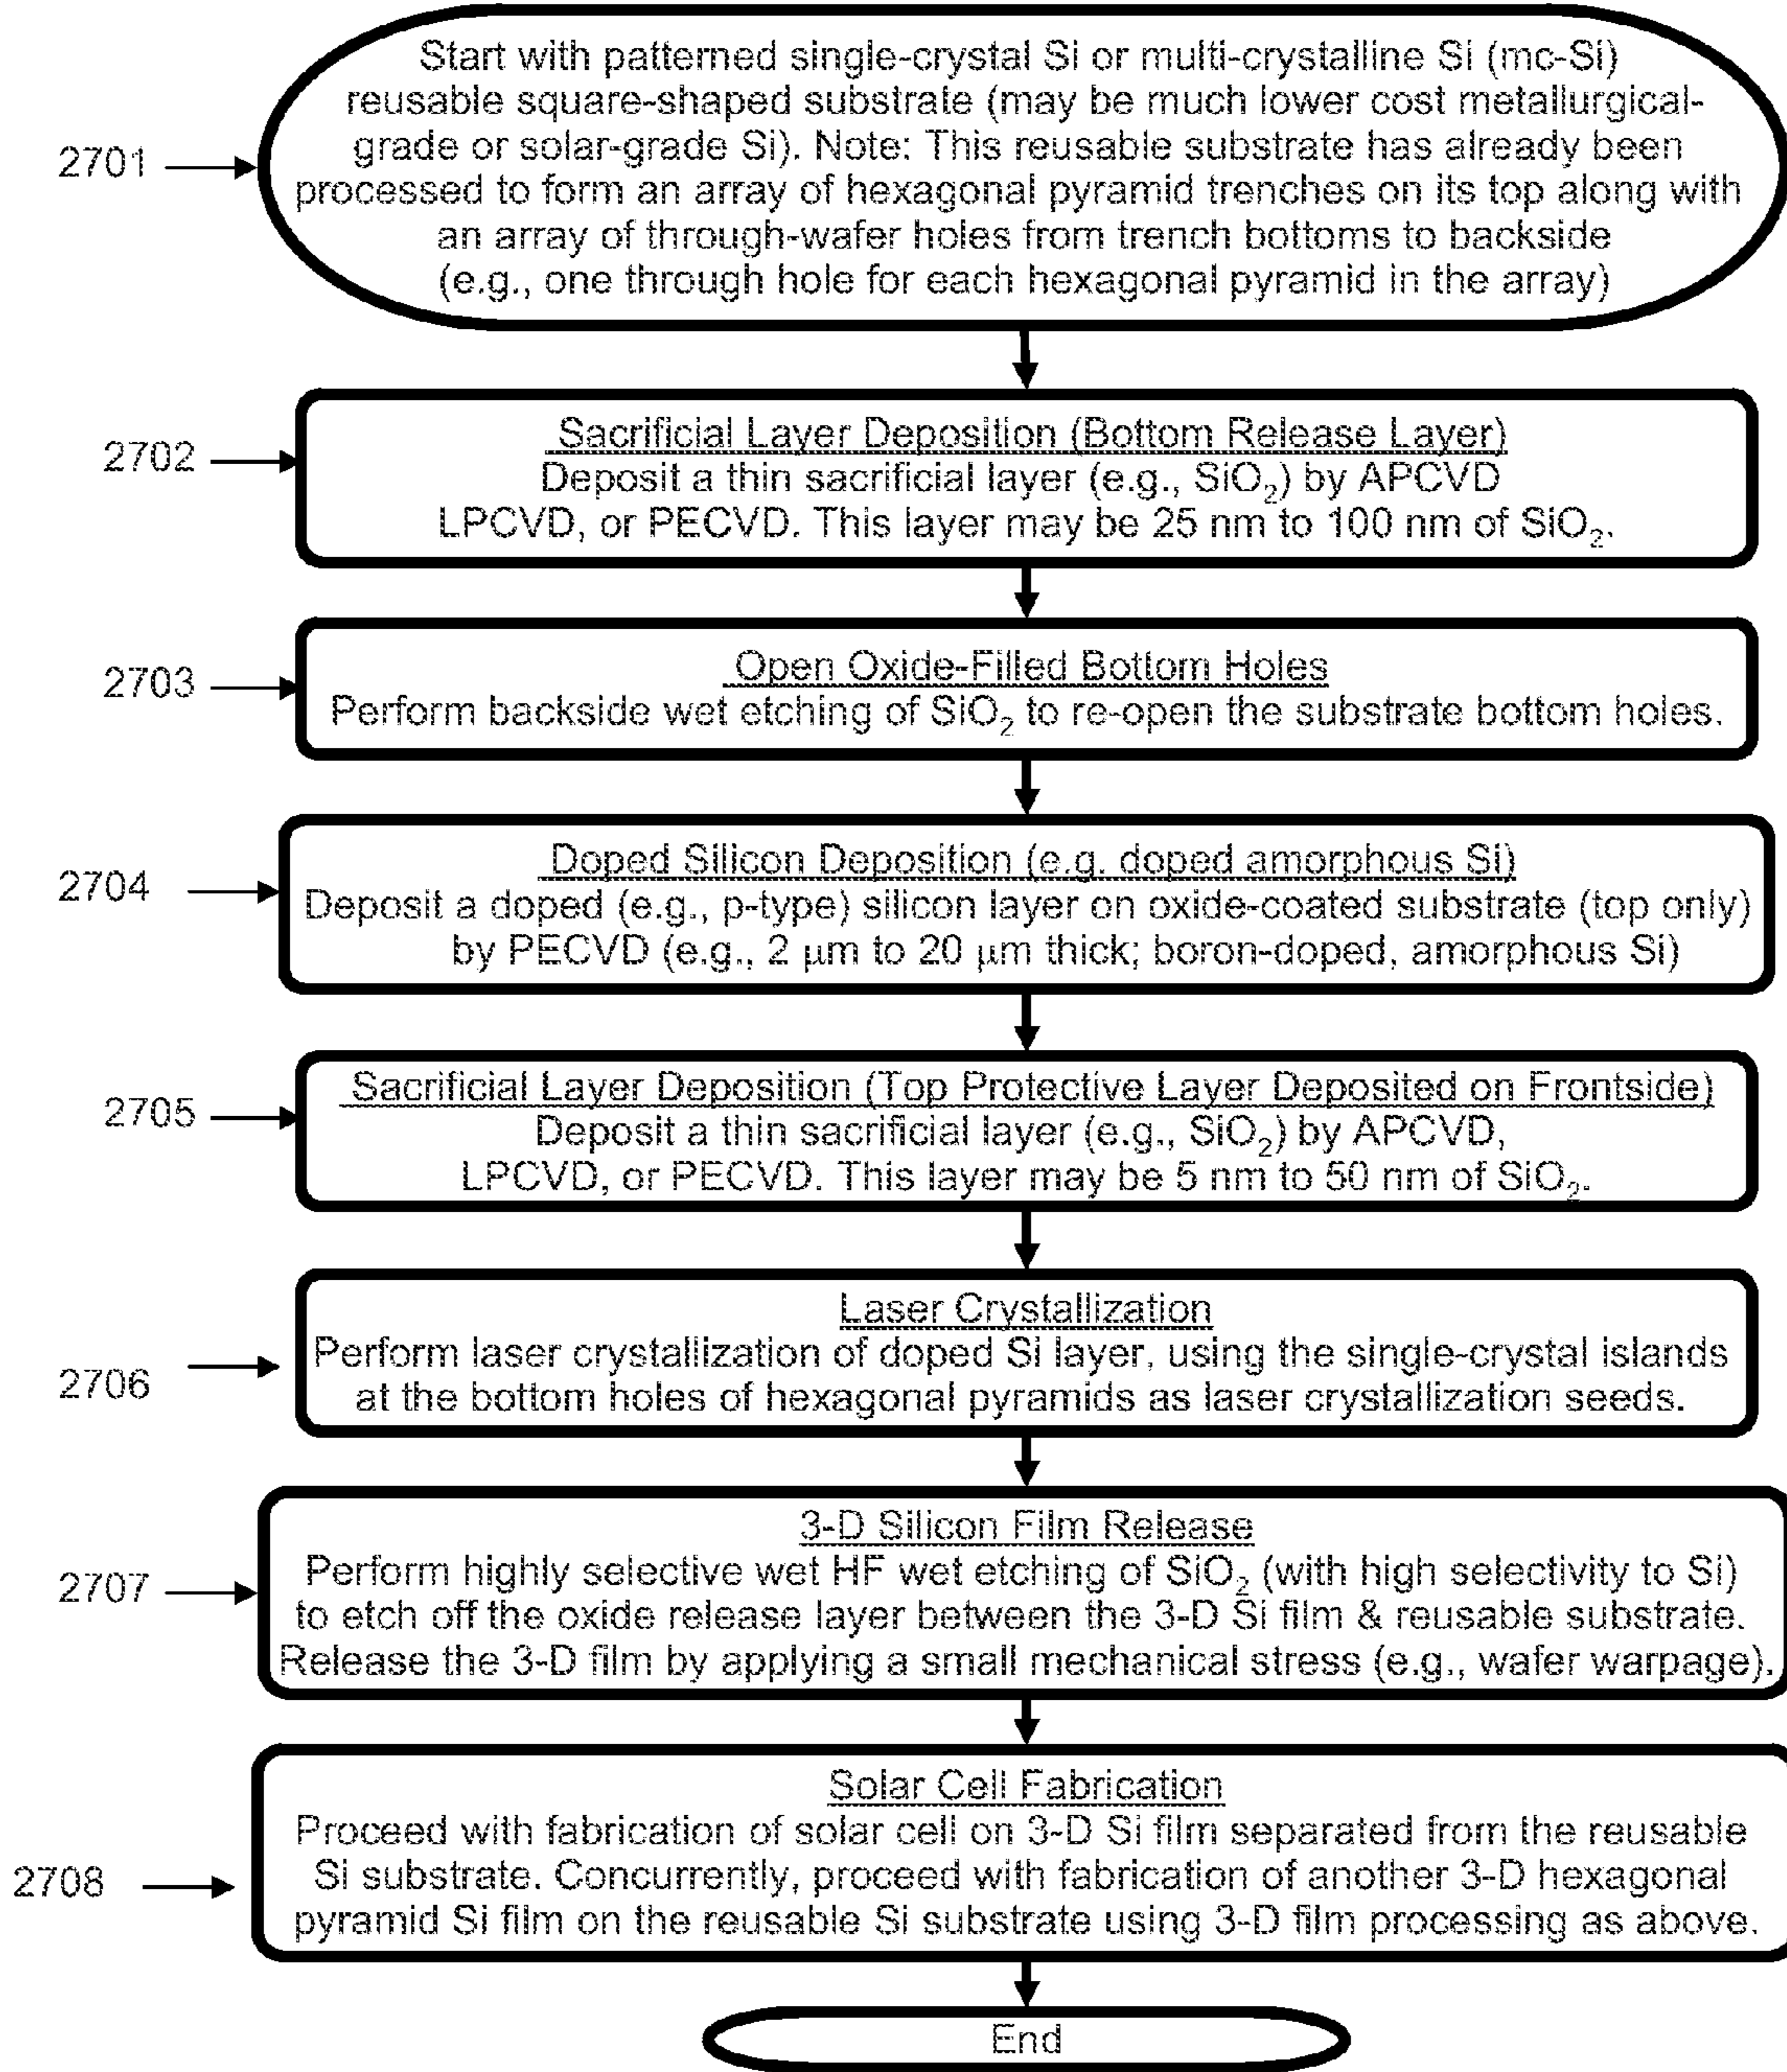 Start with patterned single-crystal Si or multi-crystalline Si (mc-Si)
reusable square-shaped substrate (may be much lower cost metallurgical-
grade or solar-grade Si). Note: This reusable substrate has already been
2701
processed to form an array of hexagonal pyramid trenches on its top along with
an array of through-wafer holes from trench bottoms to backside
(e.g., one through hole for each hexagonal pyramid in the array)
Sacrificial Layer Deposition (Bottom Release Layer)
2702
Deposit a thin sacrificial layer (e.g., SiO₂) by APCVD
LPCVD, or PECVD. This layer may be 25 nm to 100 nm of SiO₂.
Open Oxide-Filled Bottom Holes
2703
Perform backside wet etching of SiO₂ to re-open the substrate bottom holes.
Doped Silicon Deposition (e.g. doped amorphous Si)
2704
Deposit a doped (e.g., p-type) silicon layer on oxide-coated substrate (top only)
by PECVD (e.g., 2 μm to 20 μm thick; boron-doped, amorphous Si)
Sacrificial Layer Deposition (Top Protective Layer Deposited on Frontside)
2705
Deposit a thin sacrificial layer (e.g., SiO₂) by APCVD,
LPCVD, or PECVD. This layer may be 5 nm to 50 nm of SiO₂.
Laser Crystallization
Perform laser crystallization of doped Si layer, using the single-crystal islands
2706
at the bottom holes of hexagonal pyramids as laser crystallization seeds.
3-D Silicon Film Release
Perform highly selective wet HF wet etching of SiO₂ (with high selectivity to Si)
2707
to etch off the oxide release layer between the 3-D Si film & reusable substrate.
Release the 3-D film by applying a small mechanical stress (e.g., wafer warpage).
Solar Cell Fabrication
Proceed with fabrication of solar cell on 3-D Si film separated from the reusable
2708
Si substrate. Concurrently, proceed with fabrication of another 3-D hexagonal
pyramid Si film on the reusable Si substrate using 3-D film processing as above.
End